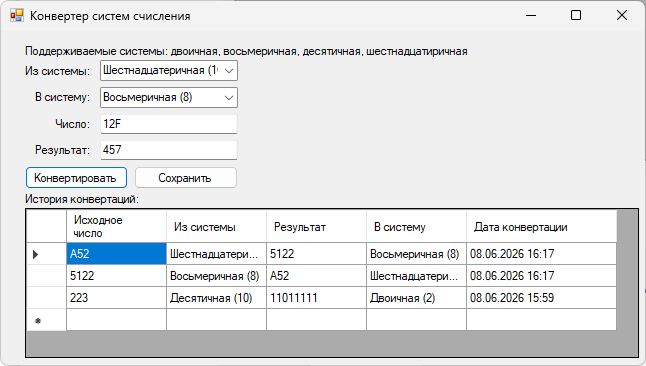 Конвертер систем счисления
Поддерживаемые системы: двоичная, восьмеричная, десятичная, шестнадцатиричная
Из системы: Шестнадцатеричная (1
В систему: Восьмеричная (8)
Число: 12F
Результат: 457
Конвертировать Сохранить
История конвертаций:
Исходное число Из системы Результат В систему Дата конвертации
A52 Шестнадцатери... 5122 Восьмеричная (8) 08.06.2026 16:17
5122 Восьмеричная (8) A52 Шестнадцатери... 08.06.2026 16:17
223 Десятичная (10) 11011111 Двоичная (2) 08.06.2026 15:59